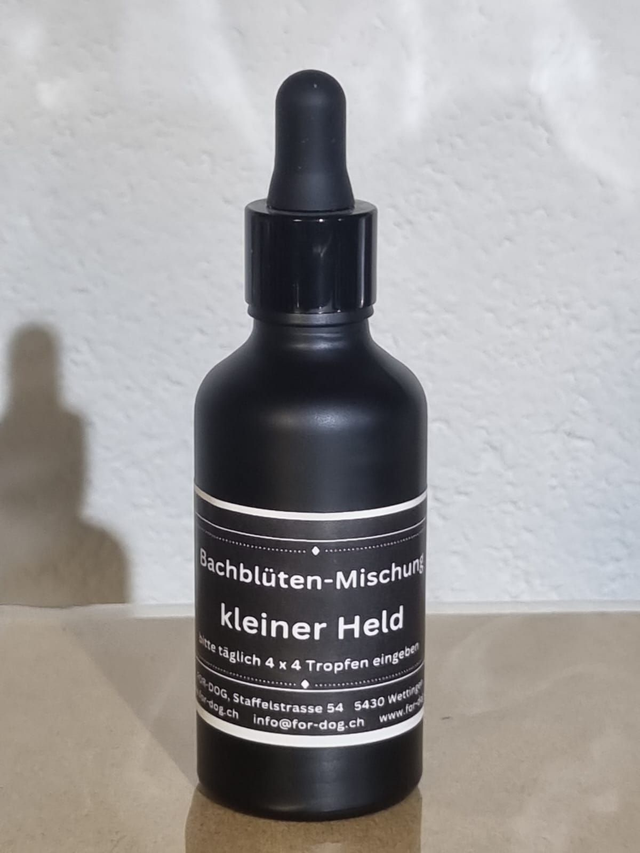 Bachblüten-Mischung
kleiner Held
bitte täglich 4 x 4 Tropfen eingeben
FOR-DOG, Staffelstrasse 54 5430 Wettingen
for-dog.ch info@for-dog.ch